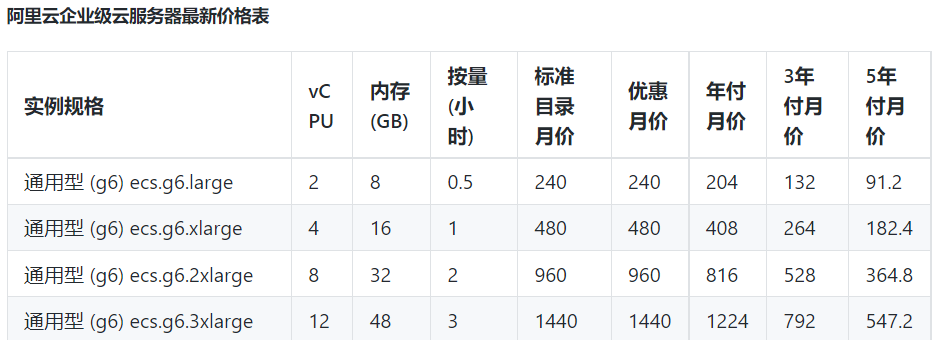 阿里云企业级云服务器最新价格表
实例规格 vCPU 内存(GB) 按量(小时) 标准目录月价 优惠月价 年付月价 3年付月价 5年付月价
通用型 (g6) ecs.g6.large 2 8 0.5 240 240 204 132 91.2
通用型 (g6) ecs.g6.xlarge 4 16 1 480 480 408 264 182.4
通用型 (g6) ecs.g6.2xlarge 8 32 2 960 960 816 528 364.8
通用型 (g6) ecs.g6.3xlarge 12 48 3 1440 1440 1224 792 547.2